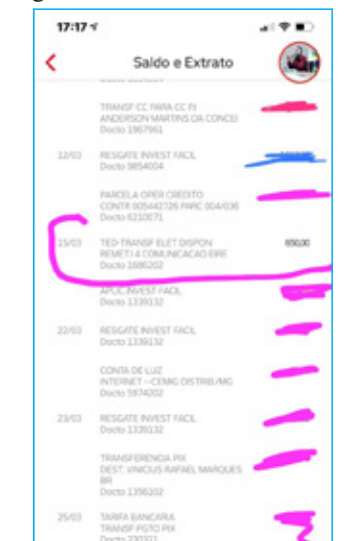 17:17
Saldo e Extrato
TRANSF CC PARA CC PJ
ANDERSON MARTINS DA CONCEI
Docto 1967961
12/03 RESGATE INVEST FACIL
Docto 9854004
PARCELA OPER CREDITO
CONTR 005442726 PARC 004/036
Docto 6210671
15/03 TED-TRANSF ELET DISPON 650,00
REMET.J 4 COMUNICACAO EIRE
Docto 1686202
APLIC.INVEST FACIL
Docto 1339132
22/03 RESGATE INVEST FACIL
Docto 1339132
CONTA DE LUZ
INTERNET --CEMIG DISTRIB/MG
Docto 5974202
23/03 RESGATE INVEST FACIL
Docto 1339132
TRANSFERENCIA PIX
DEST: VINICIUS RAFAEL MARQUES
BR
Docto 1356102
25/03 TARIFA BANCARIA
TRANSF PGTO PIX
Docto 230321